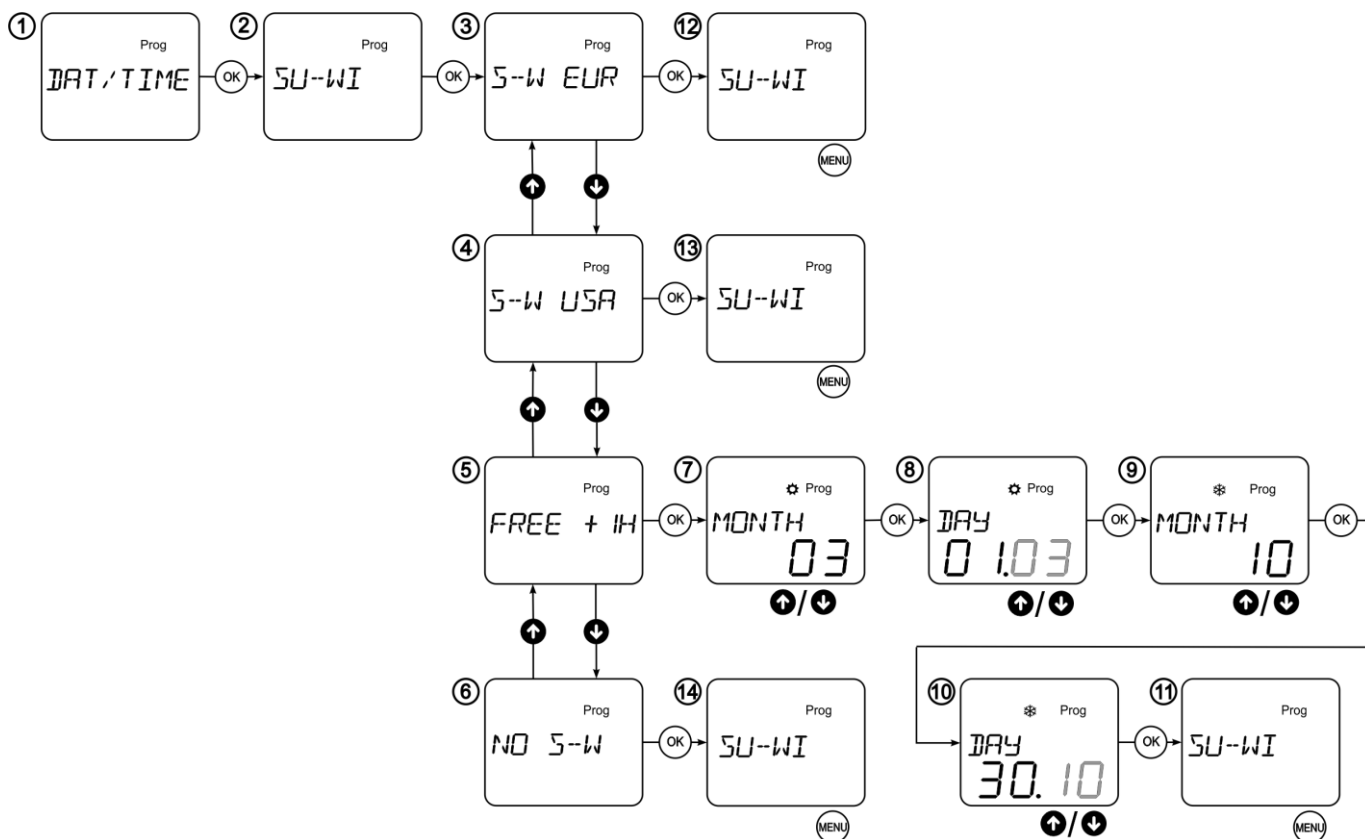 ① Prog
DAT/TIME
OK
② Prog
SU-WI
OK
③ Prog
S-W EUR
OK
⑫ Prog
SU-WI
MENU
④ Prog
S-W USA
OK
⑬ Prog
SU-WI
MENU
⑤ Prog
FREE + 1H
OK
⑦ Prog
MONTH
03
/
OK
⑧ Prog
DAY
01.03
/
OK
⑨ Prog
MONTH
10
/
OK
⑥ Prog
NO S-W
OK
⑭ Prog
SU-WI
MENU
⑩ Prog
DAY
30.10
/
OK
⑪ Prog
SU-WI
MENU